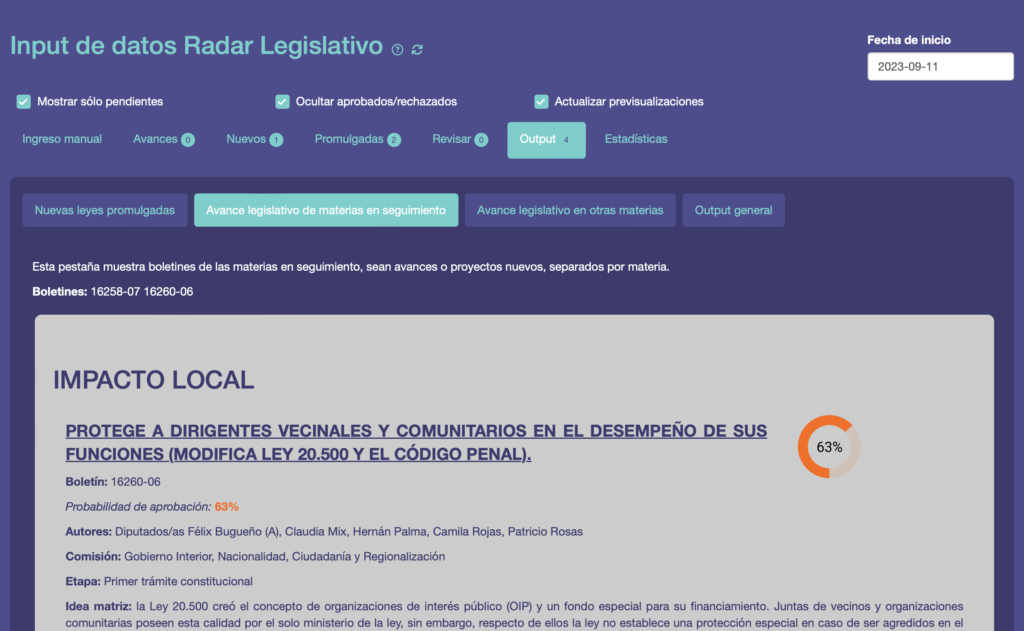 Input de datos Radar Legislativo
Fecha de inicio
2023-09-11
Mostrar sólo pendientes
Ocultar aprobados/rechazados
Actualizar previsualizaciones
Ingreso manual
Avances 0
Nuevos 1
Promulgadas 2
Revisar 0
Output 4
Estadísticas
Nuevas leyes promulgadas
Avance legislativo de materias en seguimiento
Avance legislativo en otras materias
Output general
Esta pestaña muestra boletines de las materias en seguimiento, sean avances o proyectos nuevos, separados por materia.
Boletines: 16258-07 16260-06
IMPACTO LOCAL
PROTEGE A DIRIGENTES VECINALES Y COMUNITARIOS EN EL DESEMPEÑO DE SUS
FUNCIONES (MODIFICA LEY 20.500 Y EL CÓDIGO PENAL).
63%
Boletín: 16260-06
Probabilidad de aprobación: 63%
Autores: Diputados/as Félix Bugueño (A), Claudia Mix, Hernán Palma, Camila Rojas, Patricio Rosas
Comisión: Gobierno Interior, Nacionalidad, Ciudadanía y Regionalización
Etapa: Primer trámite constitucional
Idea matriz: la Ley 20.500 creó el concepto de organizaciones de interés público (OIP) y un fondo especial para su financiamiento. Juntas de vecinos y organizaciones
comunitarias poseen esta calidad por el solo ministerio de la ley, sin embargo, respecto de ellos la ley no establece una protección especial en caso de ser agredidos en el